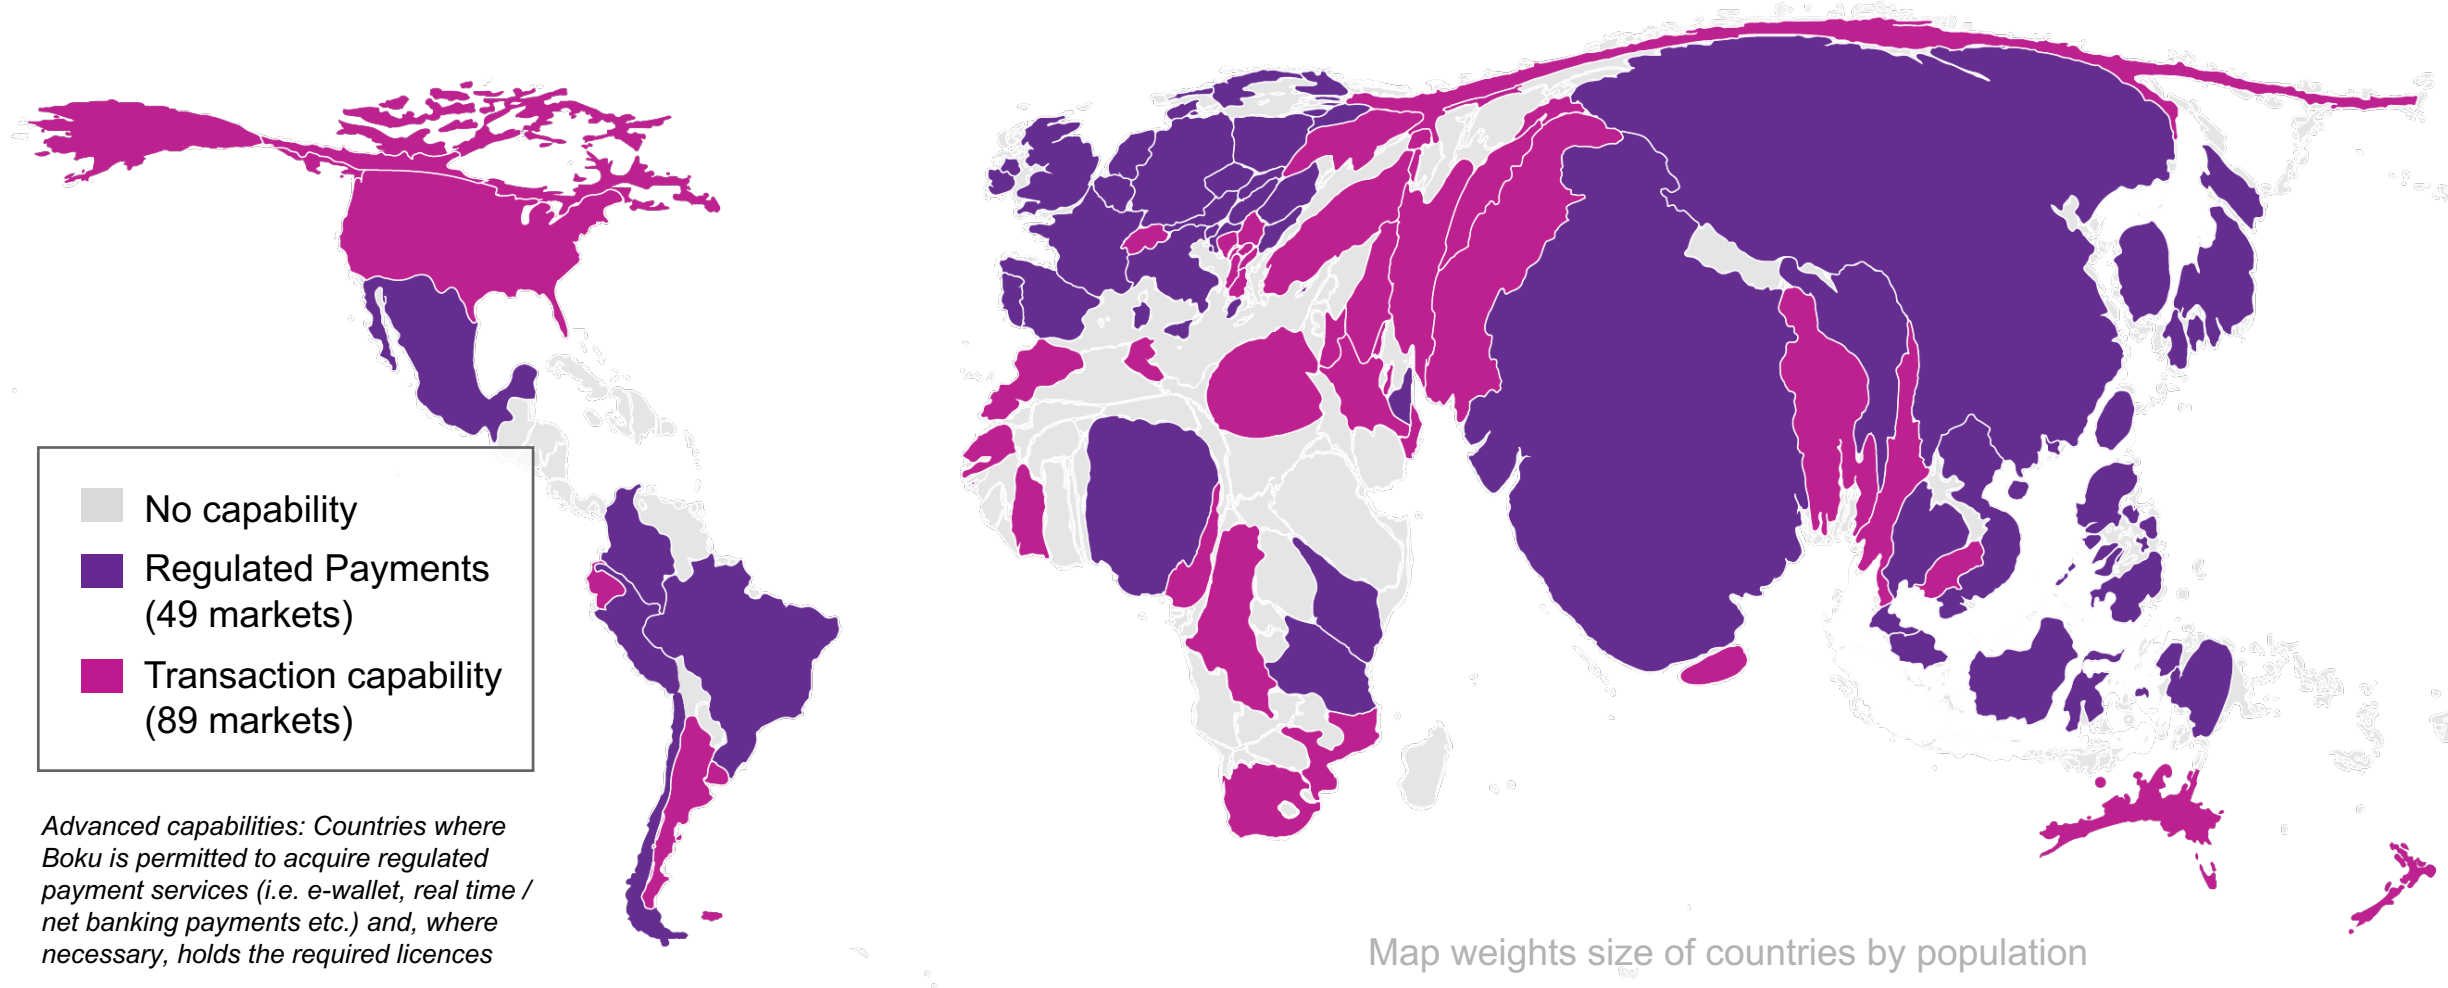 No capability
Regulated Payments
(49 markets)
Transaction capability
(89 markets)
Advanced capabilities: Countries where
Boku is permitted to acquire regulated
payment services (i.e. e-wallet, real time /
net banking payments etc.) and, where
necessary, holds the required licences
Map weights size of countries by population